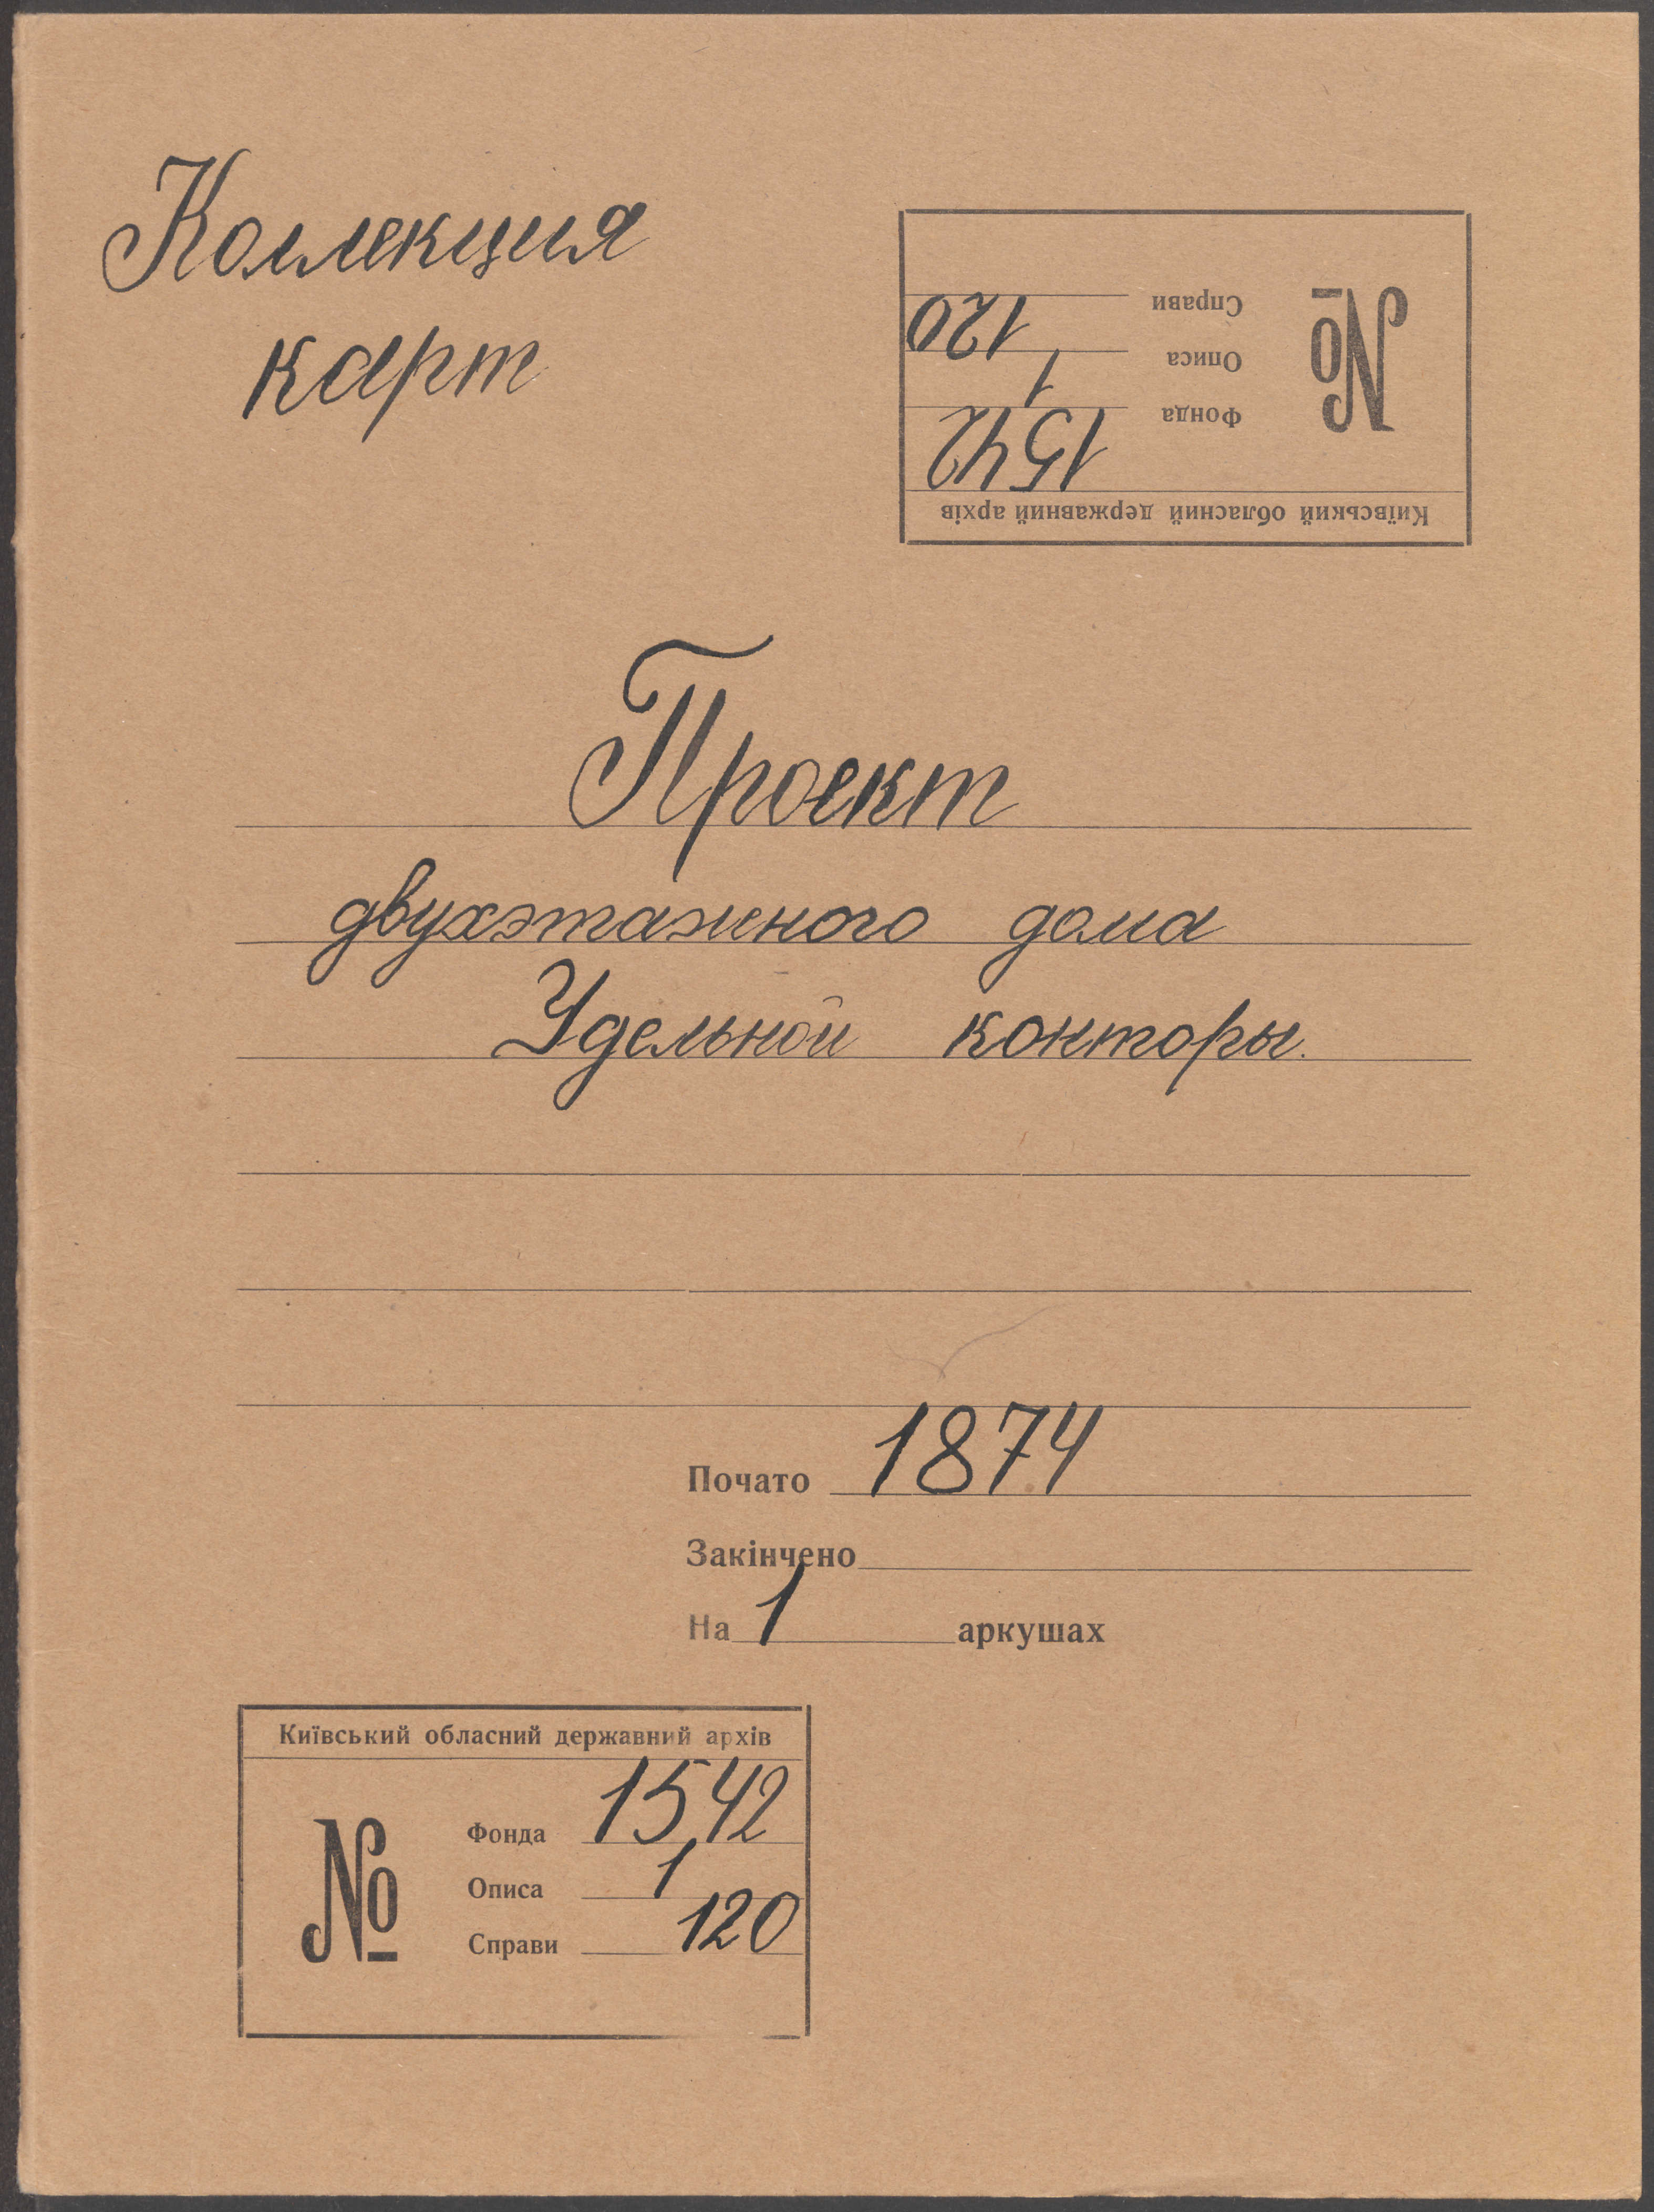 Коллекция
карт
Київський обласний державний архів
№
Фонда 1542
Описа 1
Справи 120
Проект
двухэтажного дома
Удельной конторы.
Почато 1874
Закінчено
На 1 аркушах
Київський обласний державний архів
№
Фонда 1542
Описа 1
Справи 120